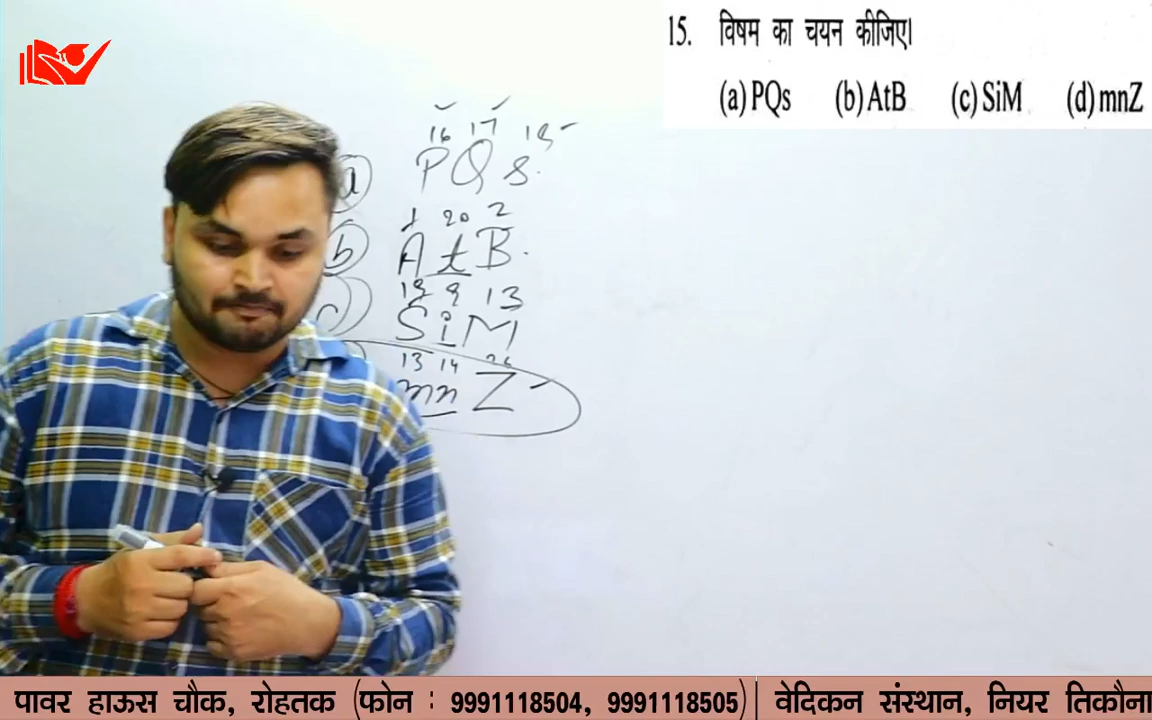 15. विषम का चयन कीजिए।
(a) PQs (b) AtB (c) SiM (d) mnZ
16 17 19
a PQs
1 20 2
b AtB
19 9 13
c) SiM
13 14 26
mnZ
पावर हाऊस चौक, रोहतक (फोन : 9991118504, 9991118505) | वेदिकन संस्थान, नियर तिकौना